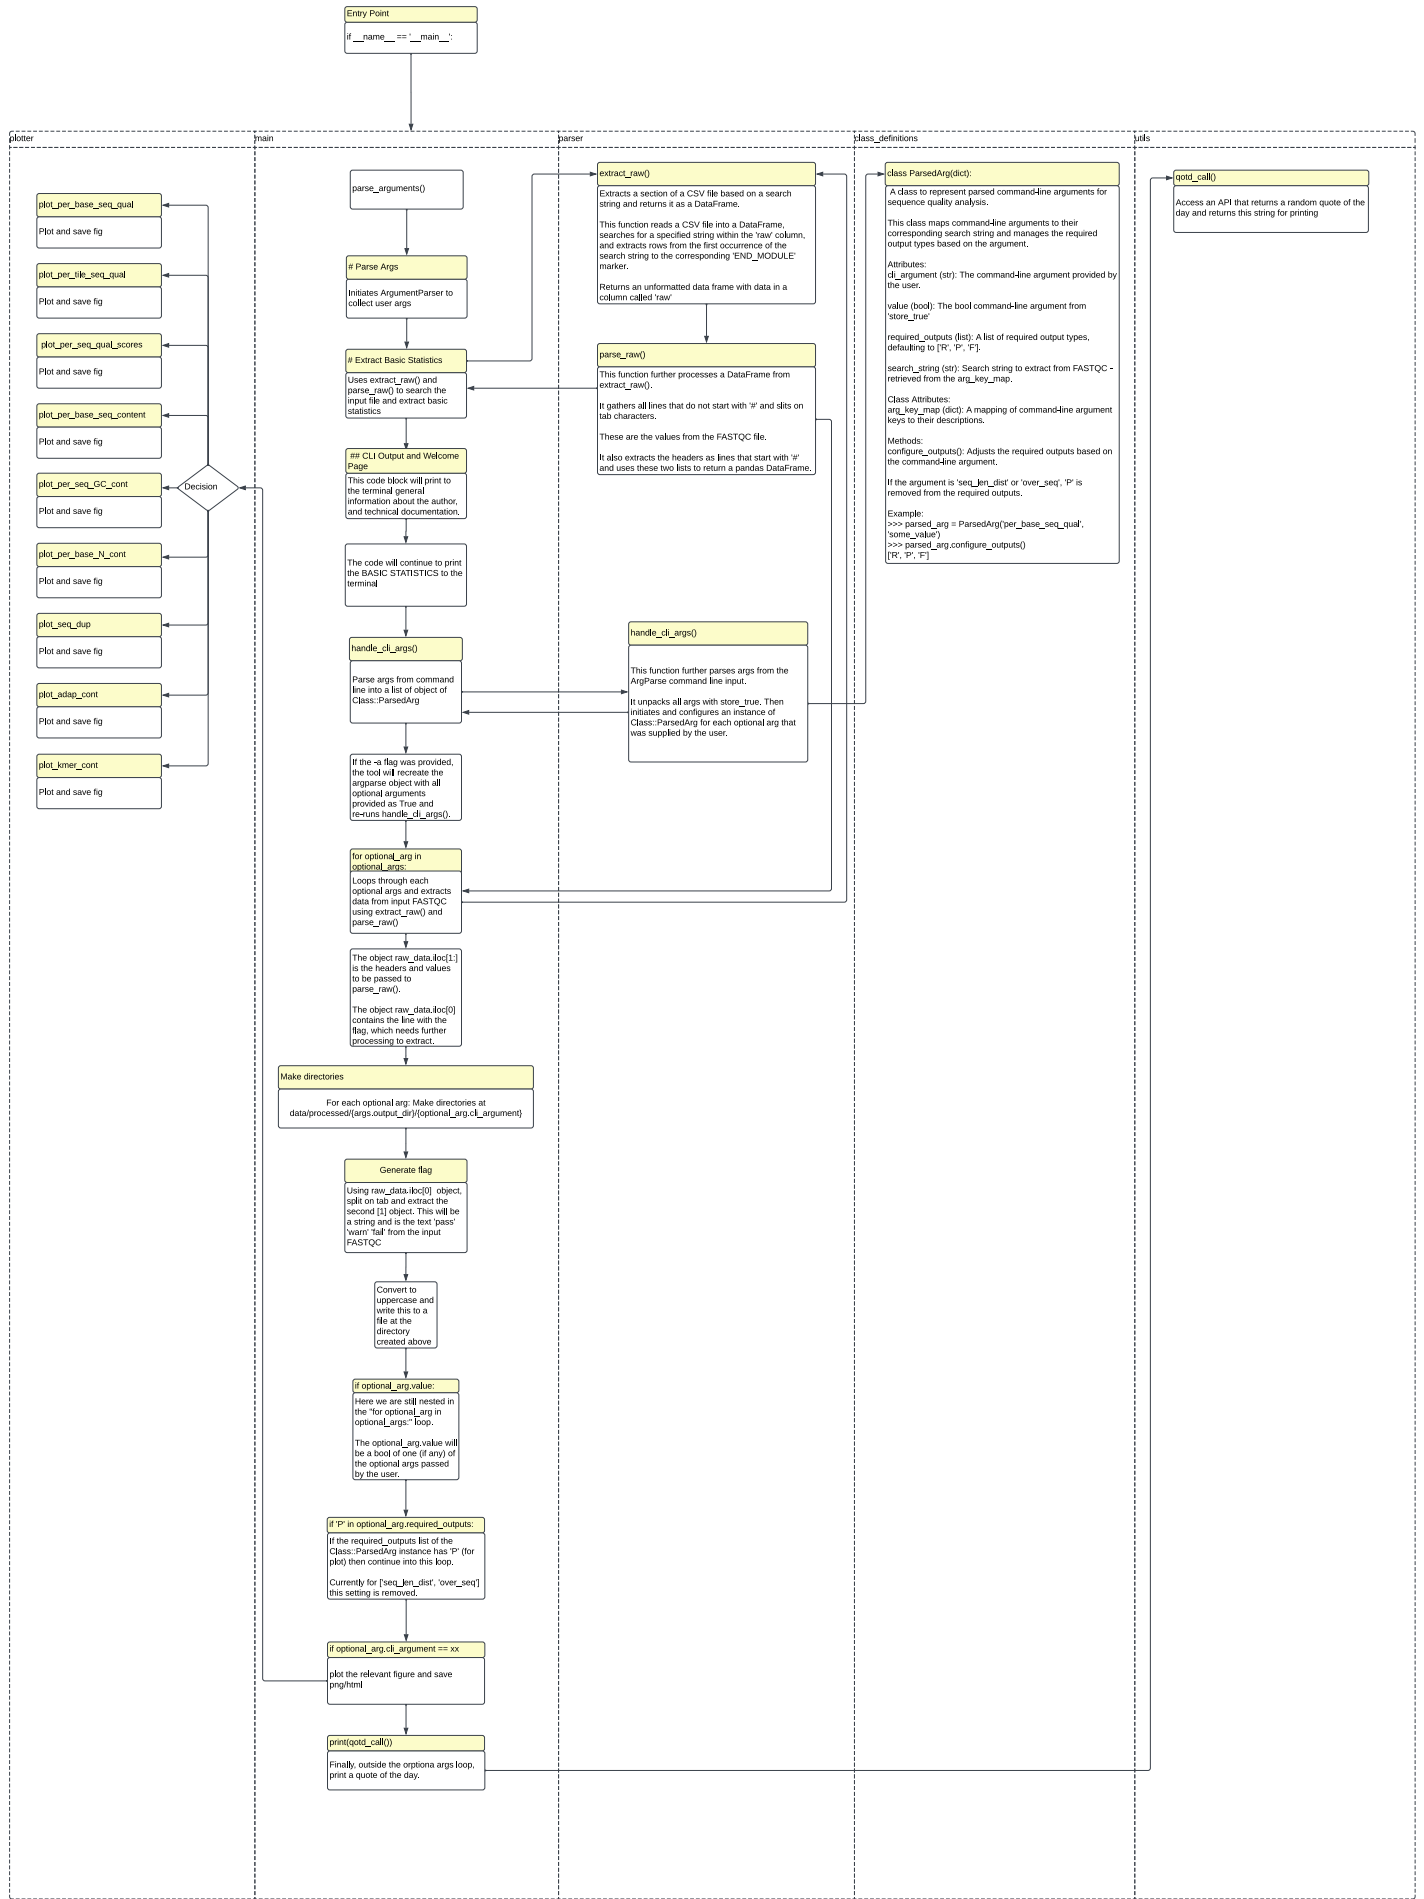 Entry Point
if __name__ == '__main__':
plotter
main
parser
class_definitions
utils
plot_per_base_seq_qual
Plot and save fig
plot_per_tile_seq_qual
Plot and save fig
plot_per_seq_qual_scores
Plot and save fig
plot_per_base_seq_content
Plot and save fig
plot_per_seq_GC_cont
Plot and save fig
plot_per_base_N_cont
Plot and save fig
plot_seq_dup
Plot and save fig
plot_adap_cont
Plot and save fig
plot_kmer_cont
Plot and save fig
Decision
parse_arguments()
# Parse Args
Initiates ArgumentParser to
collect user args
# Extract Basic Statistics
Uses extract_raw() and
parse_raw() to search the
input file and extract basic
statistics
## CLI Output and Welcome
Page
This code block will print to
the terminal general
information about the author,
and technical documentation.
The code will continue to print
the BASIC STATISTICS to the
terminal
handle_cli_args()
Parse args from command
line into a list of object of
Class::ParsedArg
If the -a flag was provided,
the tool will recreate the
argparse object with all
optional arguments
provided as True and
re-runs handle_cli_args().
for optional_arg in
optional_args:
Loops through each
optional args and extracts
data from input FASTQC
using extract_raw() and
parse_raw()
The object raw_data.iloc[1:]
is the headers and values
to be passed to
parse_raw().
The object raw_data.iloc[0]
contains the line with the
flag, which needs further
processing to extract.
Make directories
For each optional arg: Make directories at
data/processed/{args.output_dir}/{optional_arg.cli_argument}
Generate flag
Using raw_data.iloc[0]  object,
split on tab and extract the
second [1] object. This will be
a string and is the text 'pass'
'warn' 'fail' from the input
FASTQC
Convert to
uppercase and
write this to a
file at the
directory
created above
if optional_arg.value:
Here we are still nested in
the "for optional_arg in
optional_args:" loop.
The optional_arg.value will
be a bool of one (if any) of
the optional args passed
by the user.
if 'P' in optional_arg.required_outputs:
If the required_outputs list of the
Class::ParsedArg instance has 'P' (for
plot) then continue into this loop.
Currently for ['seq_len_dist', 'over_seq']
this setting is removed.
if optional_arg.cli_argument == xx
plot the relevant figure and save
png/html
print(qotd_call())
Finally, outside the orptiona args loop,
print a quote of the day.
extract_raw()
Extracts a section of a CSV file based on a search
string and returns it as a DataFrame.
This function reads a CSV file into a DataFrame,
searches for a specified string within the 'raw' column,
and extracts rows from the first occurrence of the
search string to the corresponding 'END_MODULE'
marker.
Returns an unformatted data frame with data in a
column called 'raw'
parse_raw()
This function further processes a DataFrame from
extract_raw().
It gathers all lines that do not start with '#' and slits on
tab characters.
These are the values from the FASTQC file.
It also extracts the headers as lines that start with '#'
and uses these two lists to return a pandas DataFrame.
handle_cli_args()
This function further parses args from the
ArgParse command line input.
It unpacks all args with store_true. Then
initiates and configures an instance of
Class::ParsedArg for each optional arg that
was supplied by the user.
class ParsedArg(dict):
A class to represent parsed command-line arguments for
sequence quality analysis.
This class maps command-line arguments to their
corresponding search string and manages the required
output types based on the argument.
Attributes:
cli_argument (str): The command-line argument provided by
the user.
value (bool): The bool command-line argument from
'store_true'
required_outputs (list): A list of required output types,
defaulting to ['R', 'P', 'F'].
search_string (str): Search string to extract from FASTQC -
retrieved from the arg_key_map.
Class Attributes:
arg_key_map (dict): A mapping of command-line argument
keys to their descriptions.
Methods:
configure_outputs(): Adjusts the required outputs based on
the command-line argument.
If the argument is 'seq_len_dist' or 'over_seq', 'P' is
removed from the required outputs.
Example:
>>> parsed_arg = ParsedArg('per_base_seq_qual',
'some_value')
>>> parsed_arg.configure_outputs()
['R', 'P', 'F']
qotd_call()
Access an API that returns a random quote of the
day and returns this string for printing